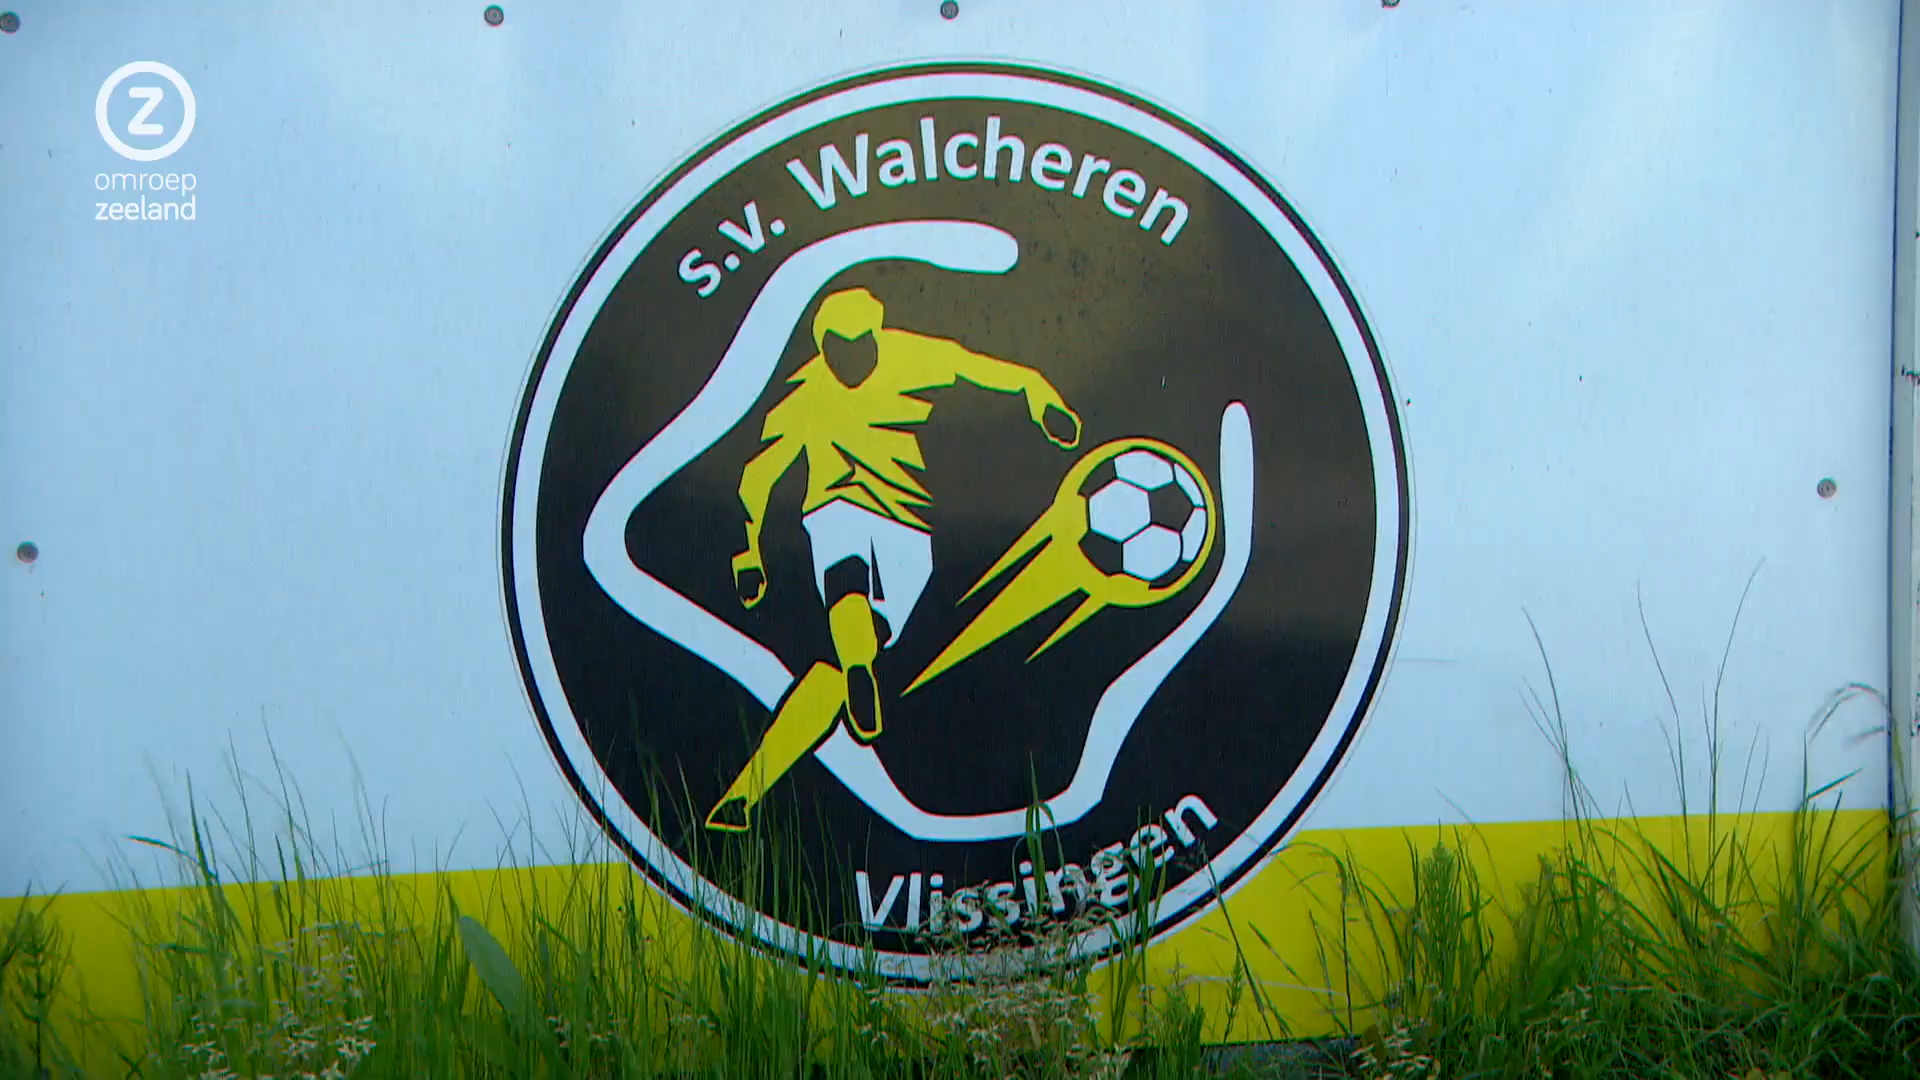 Z
omroep
zeeland
s.v. Walcheren
Vlissingen